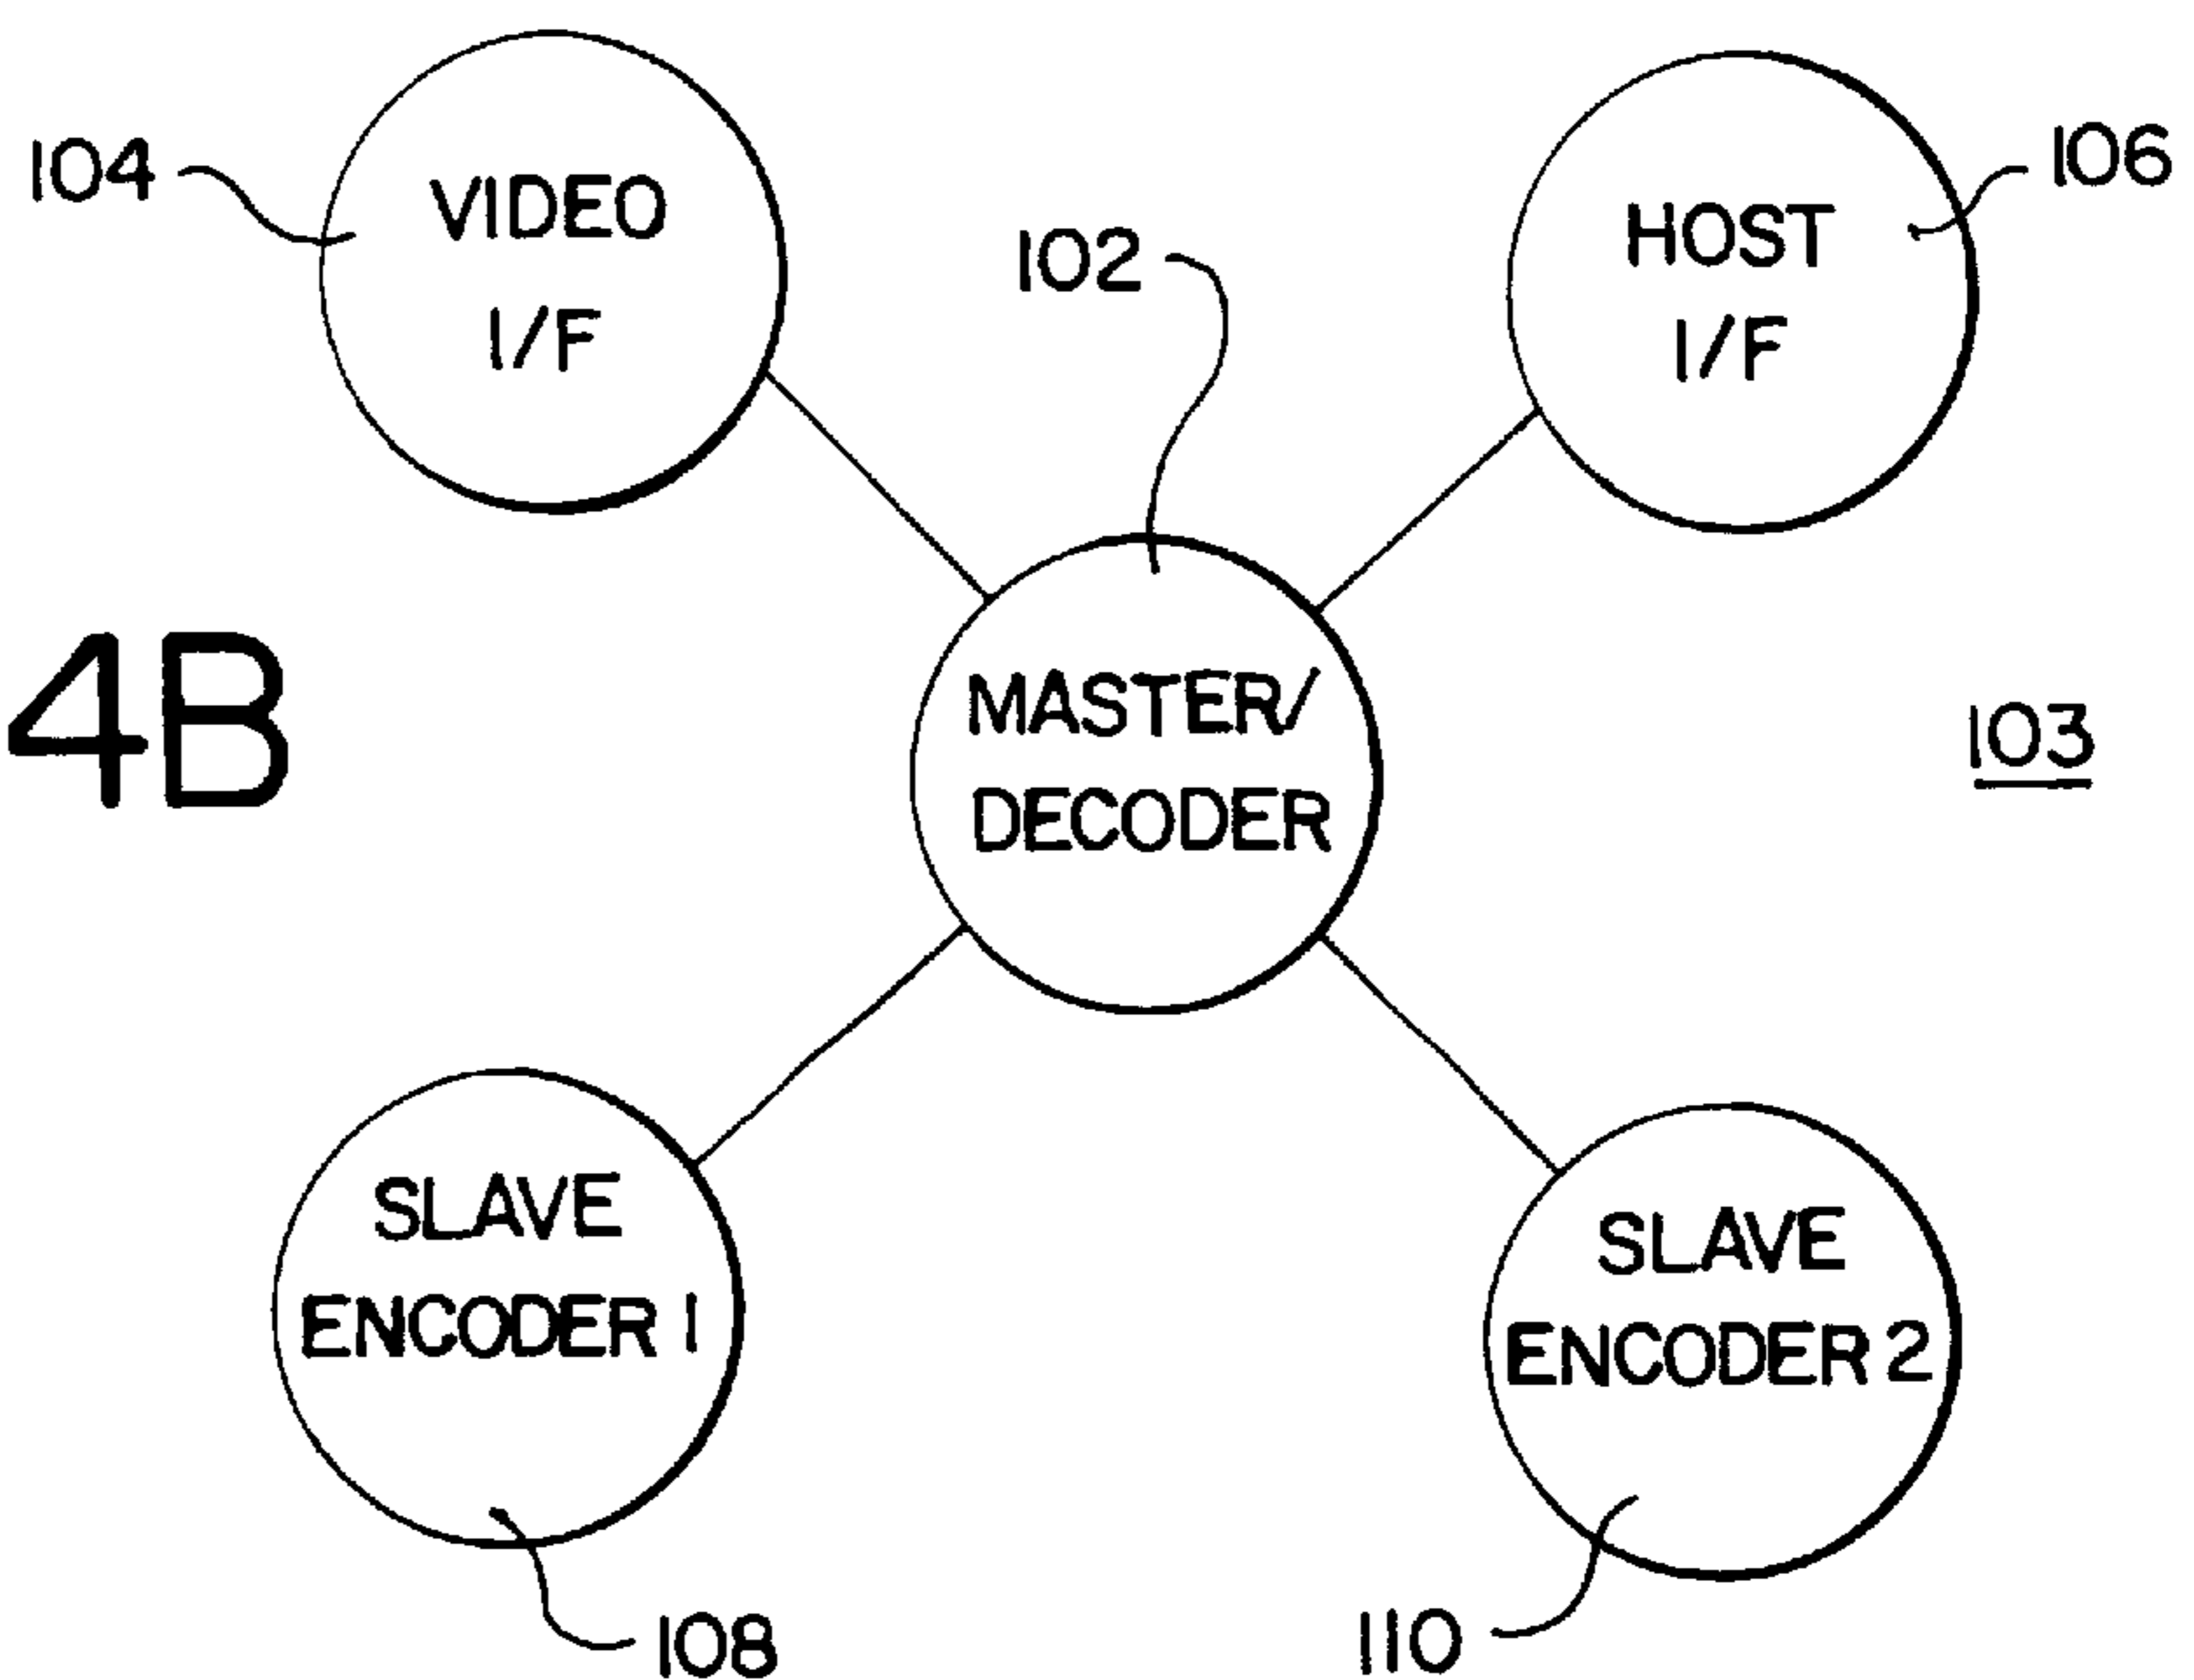 104
VIDEO
I/F
102
HOST
I/F
106
4B
MASTER/
DECODER
103
SLAVE
ENCODER 1
108
SLAVE
ENCODER 2
110